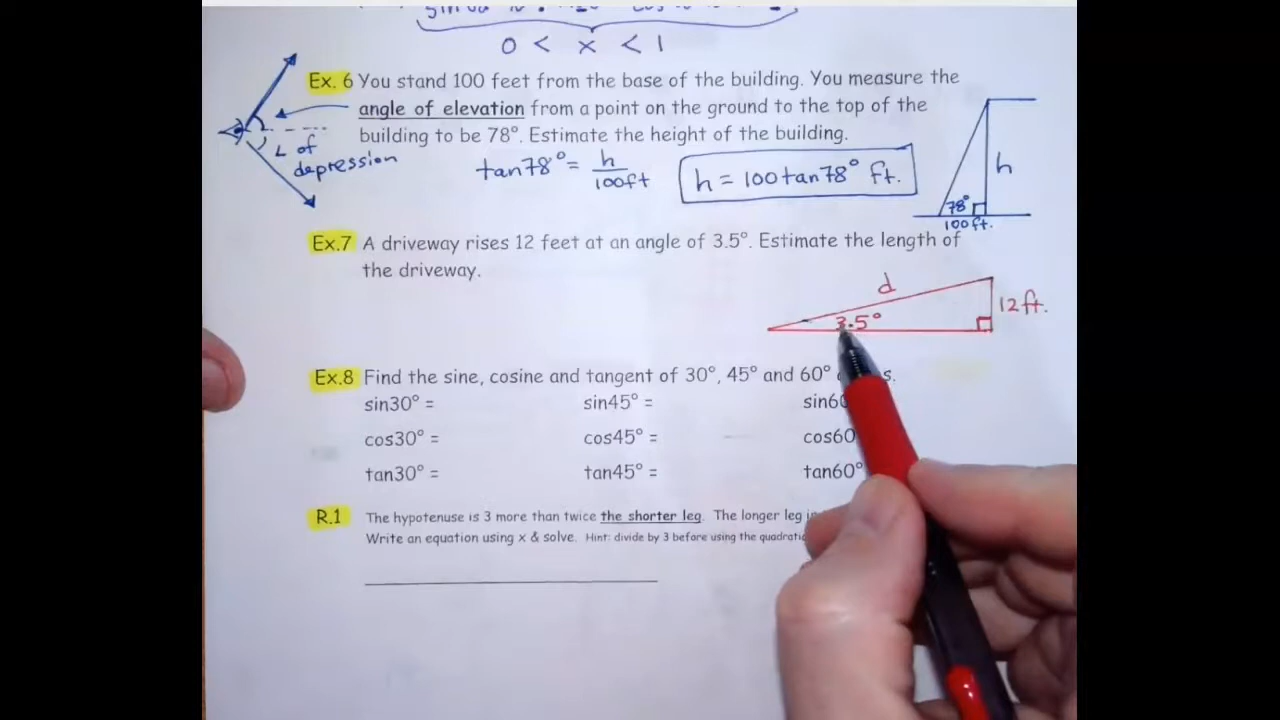 0 < x < 1
Ex. 6 You stand 100 feet from the base of the building. You measure the
angle of elevation from a point on the ground to the top of the
building to be 78°. Estimate the height of the building.
∠ of
depression
tan78° = h
100ft
h = 100tan78° ft.
h
78°
100ft.
Ex.7 A driveway rises 12 feet at an angle of 3.5°. Estimate the length of
the driveway.
d
12ft.
3.5°
Ex.8 Find the sine, cosine and tangent of 30°, 45° and 60°
sin30° = sin45° = sin60
cos30° = cos45° = cos60
tan30° = tan45° = tan60°
R.1 The hypotenuse is 3 more than twice the shorter leg. The longer leg
Write an equation using x & solve. Hint: divide by 3 before using the